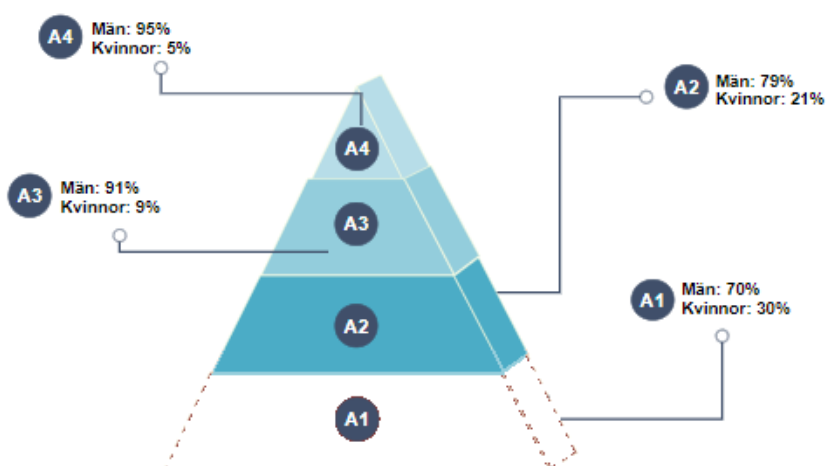 A4
Män: 95%
Kvinnor: 5%
A2
Män: 79%
Kvinnor: 21%
A4
A3
Män: 91%
Kvinnor: 9%
A3
A1
Män: 70%
Kvinnor: 30%
A2
A1